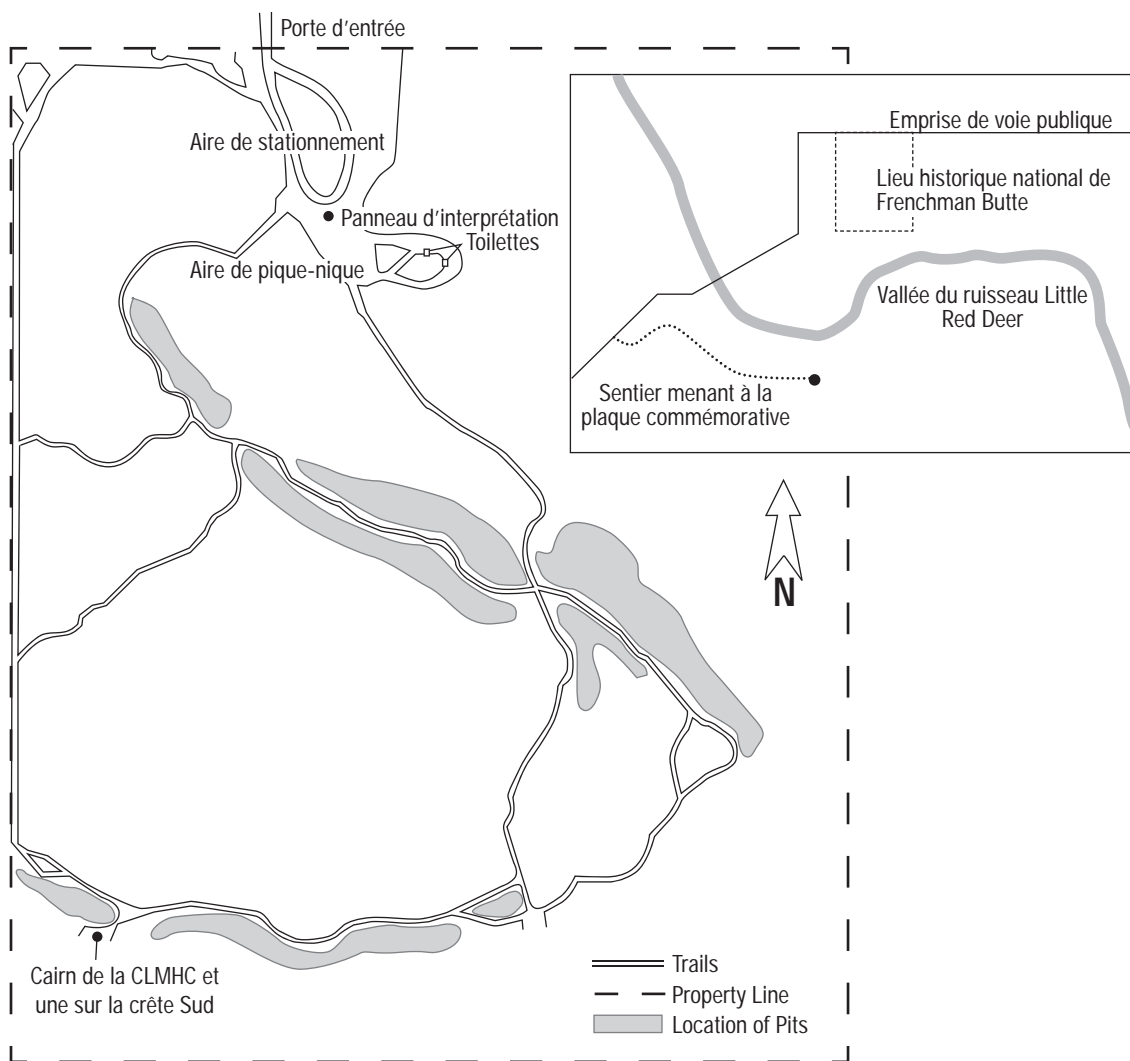 Porte d'entrée
Aire de stationnement
Panneau d'interprétation
Toilettes
Aire de pique-nique
Emprise de voie publique
Lieu historique national de
Frenchman Butte
Vallée du ruisseau Little
Red Deer
Sentier menant à la
plaque commémorative
N
Cairn de la CLMHC et
une sur la crête Sud
Trails
Property Line
Location of Pits